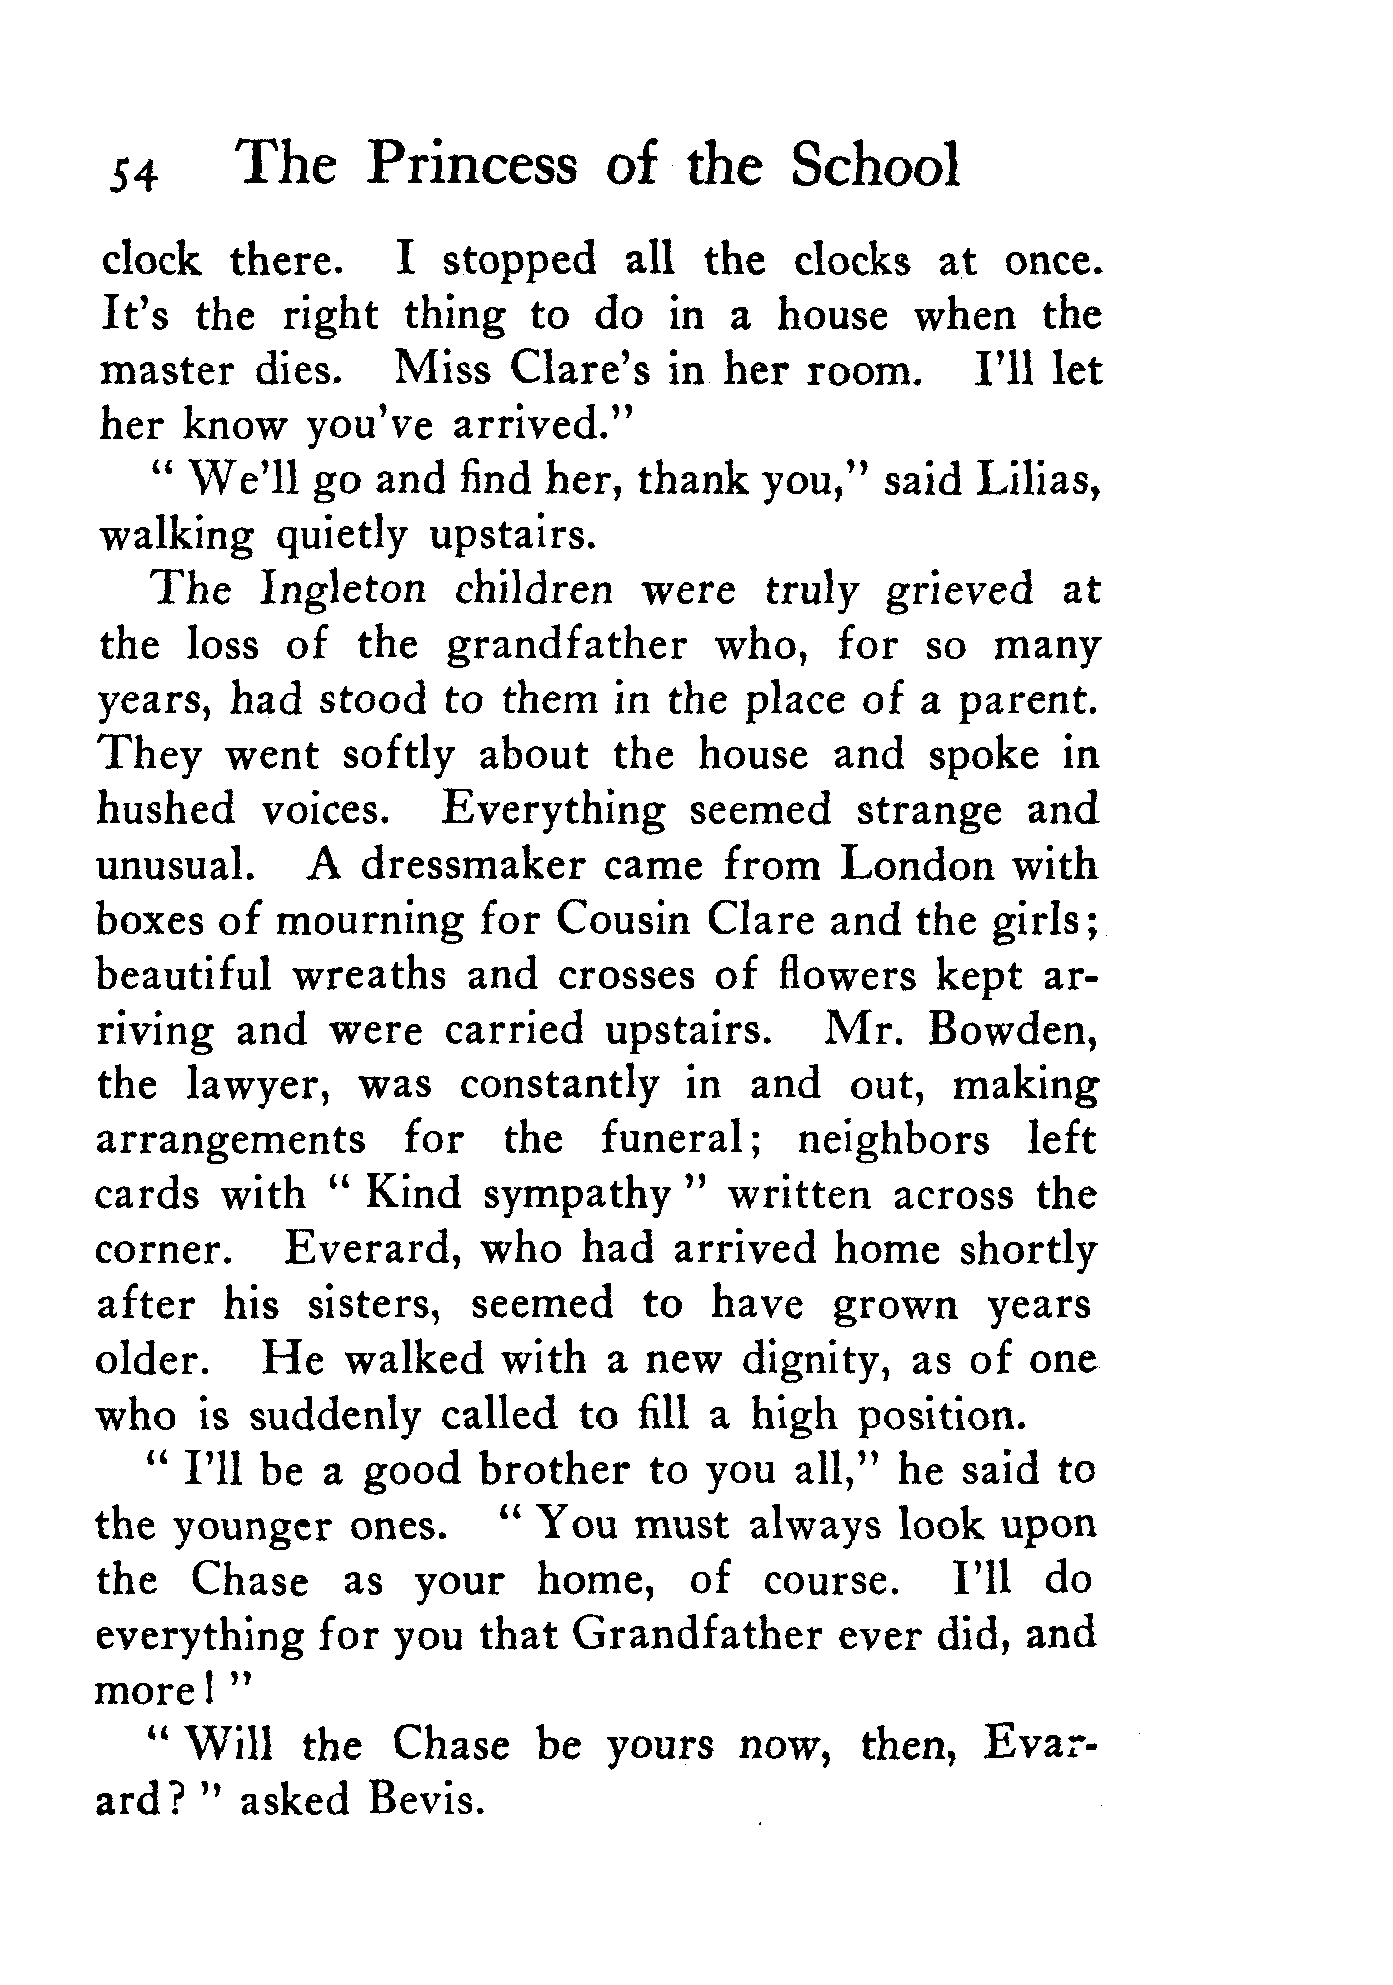 54 The Princess of the School
clock there. I stopped all the clocks at once.
It's the right thing to do in a house when the
master dies. Miss Clare's in her room. I'll let
her know you've arrived."
" We'll go and find her, thank you," said Lilias,
walking quietly upstairs.
The Ingleton children were truly grieved at
the loss of the grandfather who, for so many
years, had stood to them in the place of a parent.
They went softly about the house and spoke in
hushed voices. Everything seemed strange and
unusual. A dressmaker came from London with
boxes of mourning for Cousin Clare and the girls;
beautiful wreaths and crosses of flowers kept ar-
riving and were carried upstairs. Mr. Bowden,
the lawyer, was constantly in and out, making
arrangements for the funeral; neighbors left
cards with " Kind sympathy " written across the
corner. Everard, who had arrived home shortly
after his sisters, seemed to have grown years
older. He walked with a new dignity, as of one
who is suddenly called to fill a high position.
" I'll be a good brother to you all," he said to
the younger ones. " You must always look upon
the Chase as your home, of course. I'll do
everything for you that Grandfather ever did, and
more! "
" Will the Chase be yours now, then, Evar-
ard? " asked Bevis.